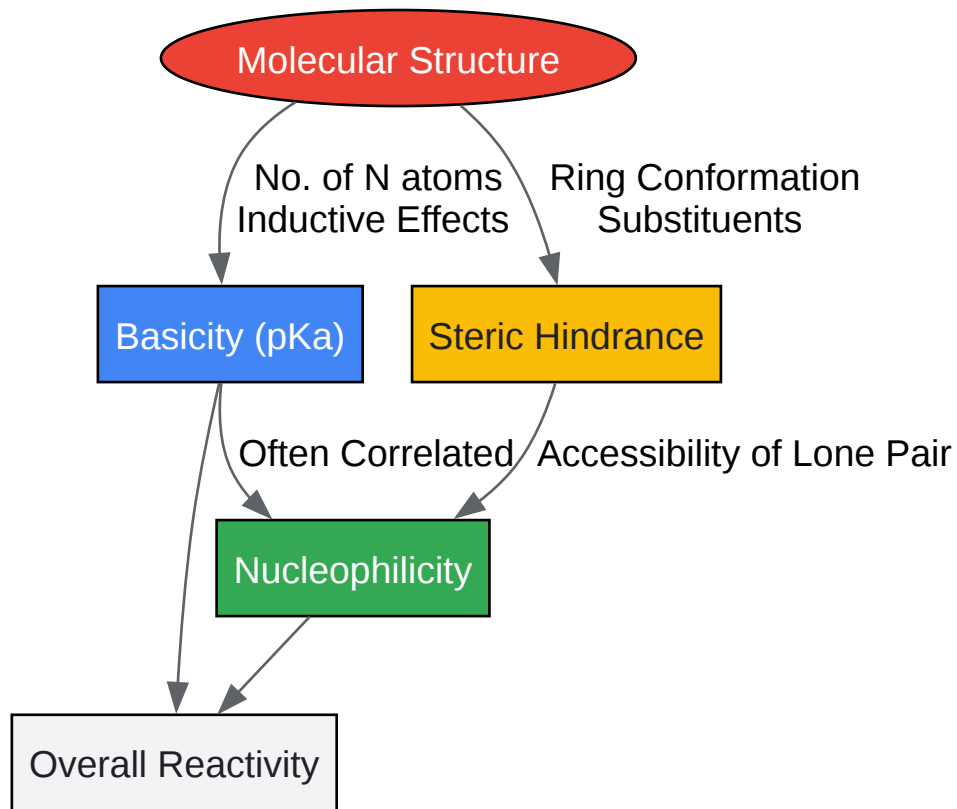 Molecular Structure
No. of N atoms
Inductive Effects
Ring Conformation
Substituents
Basicity (pKa)
Steric Hindrance
Often Correlated
Accessibility of Lone Pair
Nucleophilicity
Overall Reactivity